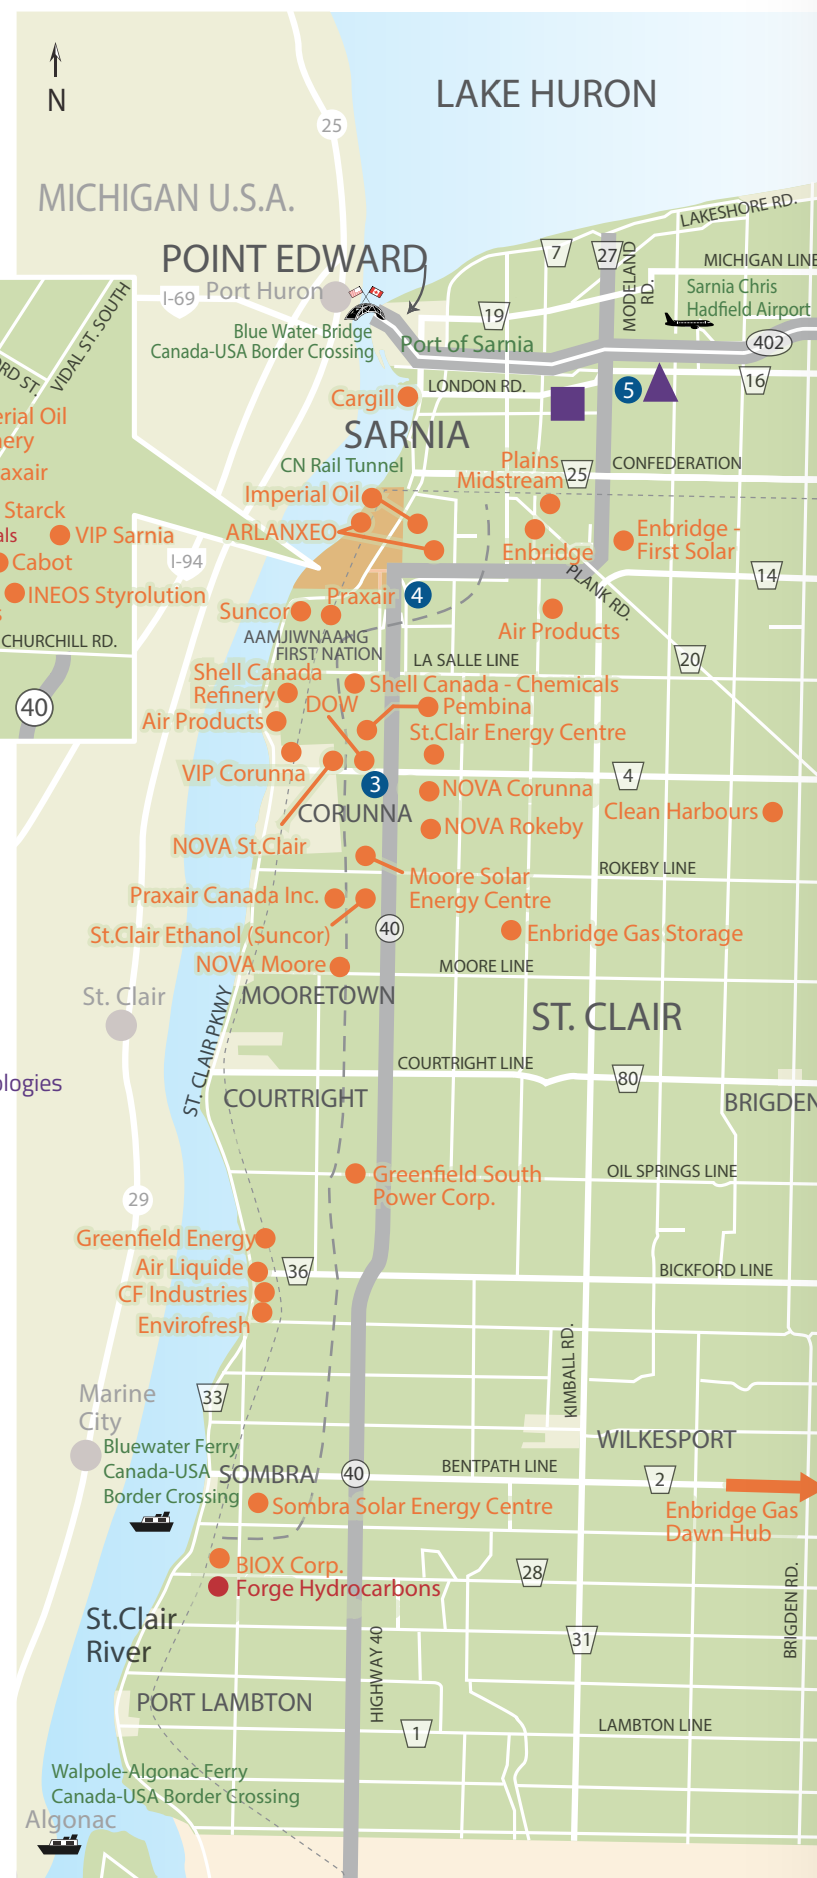 N
LAKE HURON
25
MICHIGAN U.S.A.
LAKESHORE RD.
POINT EDWARD
7
27
MODELAND
RD.
MICHIGAN LINE
I-69
Port Huron
Sarnia Chris
Hadfield Airport
19
Blue Water Bridge
Canada-USA Border Crossing
Port of Sarnia
402
VIDAL ST. SOUTH
RD ST.
16
LONDON RD.
5
Cargill
erial Oil
nery
SARNIA
CN Rail Tunnel
Plains
Midstream
25
CONFEDERATION
axair
Imperial Oil
Starck
als
VIP Sarnia
ARLANXEO
Enbridge
Enbridge -
First Solar
Cabot
I-94
PLANK RD.
14
INEOS Styrolution
s
Praxair
4
Suncor
Air Products
CHURCHILL RD.
AAMJIWNAANG
FIRST NATION
LA SALLE LINE
20
40
Shell Canada
Refinery
Shell Canada - Chemicals
DOW
Pembina
Air Products
St.Clair Energy Centre
VIP Corunna
4
3
NOVA Corunna
CORUNNA
Clean Harbours
NOVA Rokeby
NOVA St.Clair
Moore Solar
Energy Centre
ROKEBY LINE
Praxair Canada Inc.
40
St.Clair Ethanol (Suncor)
Enbridge Gas Storage
NOVA Moore
MOORE LINE
St. Clair
MOORETOWN
ST. CLAIR
ST. CLAIR PKWY
COURTRIGHT LINE
ologies
80
COURTRIGHT
BRIGDEN
Greenfield South
Power Corp.
OIL SPRINGS LINE
29
Greenfield Energy
Air Liquide
36
BICKFORD LINE
CF Industries
Envirofresh
KIMBALL RD.
Marine
City
33
WILKESPORT
Bluewater Ferry
Canada-USA
Border Crossing
SOMBRA
40
BENTPATH LINE
2
Sombra Solar Energy Centre
Enbridge Gas
Dawn Hub
BIOX Corp.
28
Forge Hydrocarbons
BRIGDEN RD.
St.Clair
River
31
HIGHWAY 40
PORT LAMBTON
1
LAMBTON LINE
Walpole-Algonac Ferry
Canada-USA Border Crossing
Algonac